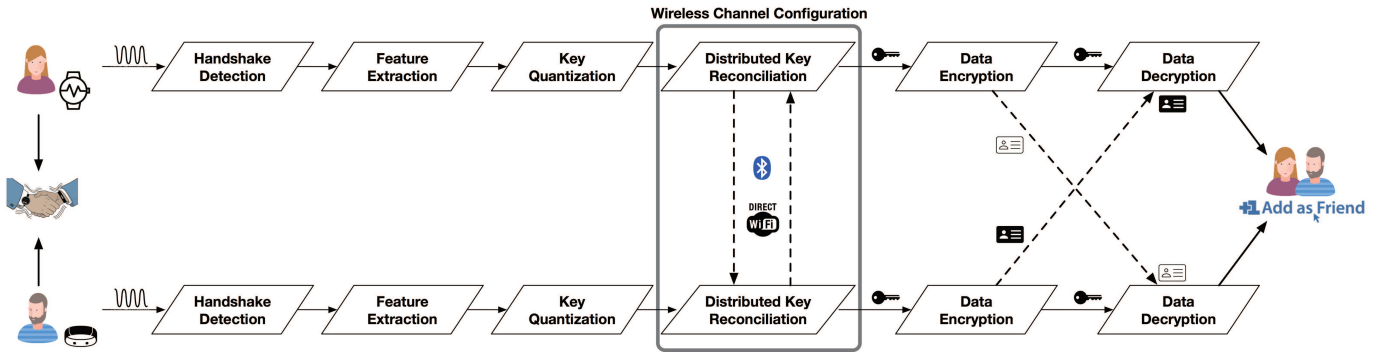 Wireless Channel Configuration
Handshake
Detection
Feature
Extraction
Key
Quantization
Distributed Key
Reconciliation
Data
Encryption
Data
Decryption
DIRECT
Wi Fi
+1 Add as Friend
Handshake
Detection
Feature
Extraction
Key
Quantization
Distributed Key
Reconciliation
Data
Encryption
Data
Decryption